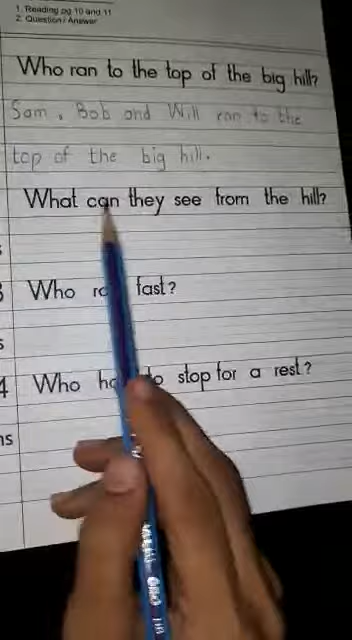 1. Reading pg 10 and 11
2. Question / Answer
Who ran to the top of the big hill?
Sam, Bob and Will ran to the
top of the big hill.
What can they see from the hill?
3 Who fast?
4 Who to stop for a rest?